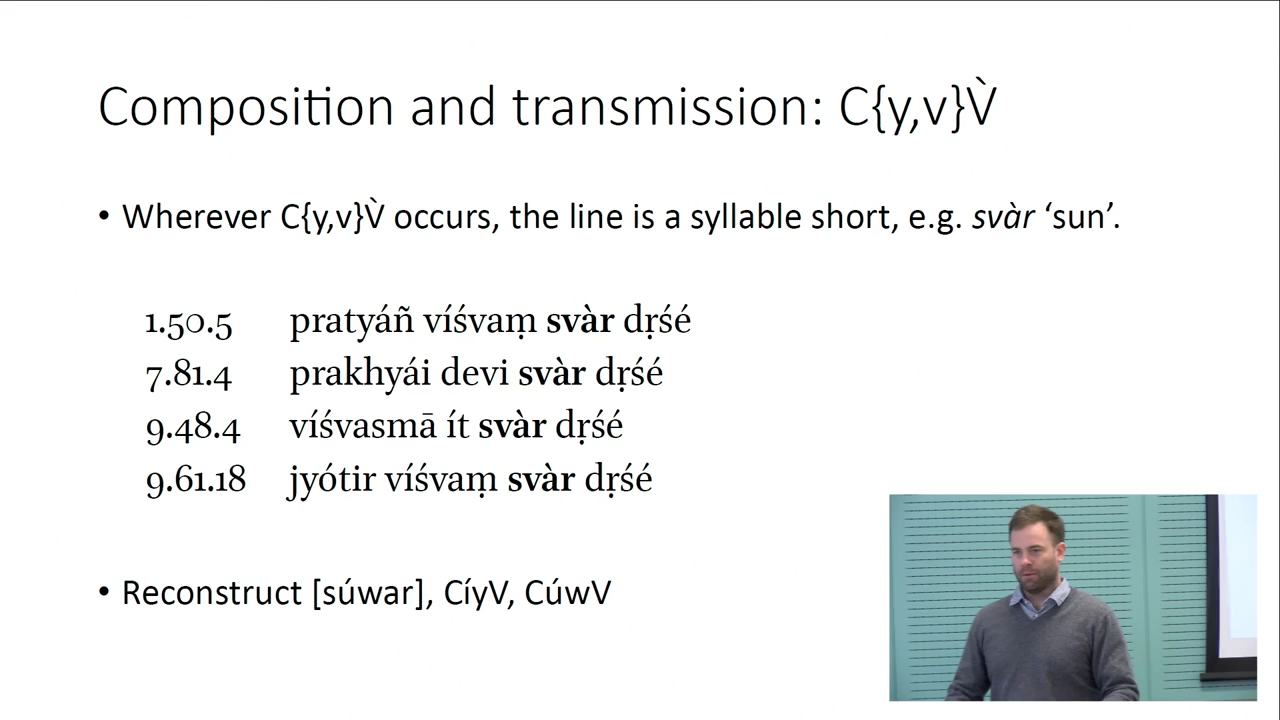 Composition and transmission: C{y,v}V̀
• Wherever C{y,v}V̀ occurs, the line is a syllable short, e.g. svàr ‘sun’.
1.50.5 pratyáñ víśvaṃ svàr dṛśé
7.81.4 prakhyái devi svàr dṛśé
9.48.4 víśvasmā ít svàr dṛśé
9.61.18 jyótir víśvaṃ svàr dṛśé
• Reconstruct [súwar], CíyV, CúwV